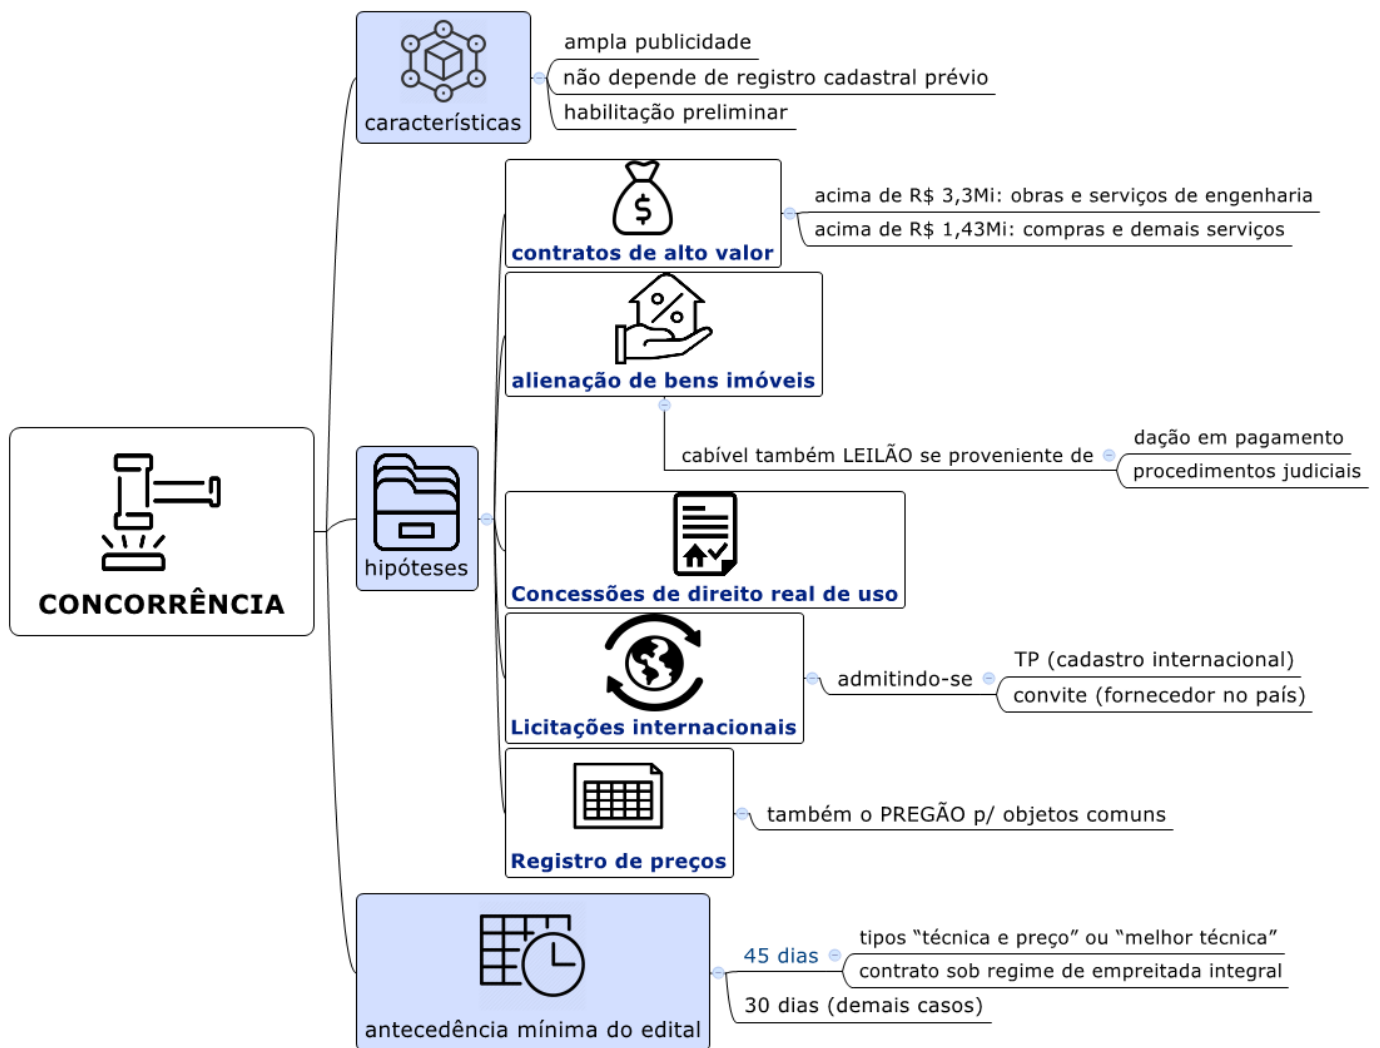 CONCORRÊNCIA
características
ampla publicidade
não depende de registro cadastral prévio
habilitação preliminar
hipóteses
$
contratos de alto valor
acima de R$ 3,3Mi: obras e serviços de engenharia
acima de R$ 1,43Mi: compras e demais serviços
%
alienação de bens imóveis
cabível também LEILÃO se proveniente de
dação em pagamento
procedimentos judiciais
Concessões de direito real de uso
Licitações internacionais
admitindo-se
TP (cadastro internacional)
convite (fornecedor no país)
Registro de preços
também o PREGÃO p/ objetos comuns
antecedência mínima do edital
45 dias
tipos “técnica e preço” ou “melhor técnica”
contrato sob regime de empreitada integral
30 dias (demais casos)